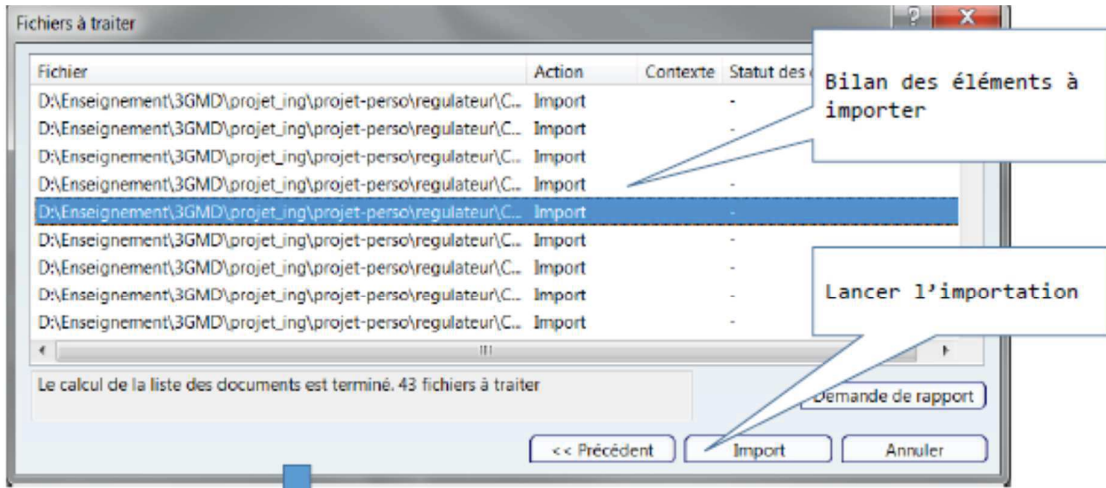 Fichiers à traiter
Fichier Action Contexte Statut des
Bilan des éléments à
importer
D:\Enseignement\3GMD\projet_ing\projet-perso\regulateur\C... Import -
D:\Enseignement\3GMD\projet_ing\projet-perso\regulateur\C... Import -
D:\Enseignement\3GMD\projet_ing\projet-perso\regulateur\C... Import -
D:\Enseignement\3GMD\projet_ing\projet-perso\regulateur\C... Import -
D:\Enseignement\3GMD\projet_ing\projet-perso\regulateur\C... Import -
D:\Enseignement\3GMD\projet_ing\projet-perso\regulateur\C... Import -
D:\Enseignement\3GMD\projet_ing\projet-perso\regulateur\C... Import -
D:\Enseignement\3GMD\projet_ing\projet-perso\regulateur\C... Import -
D:\Enseignement\3GMD\projet_ing\projet-perso\regulateur\C... Import -
Lancer l'importation
Le calcul de la liste des documents est terminé. 43 fichiers à traiter
Demande de rapport
<< Précédent Import Annuler